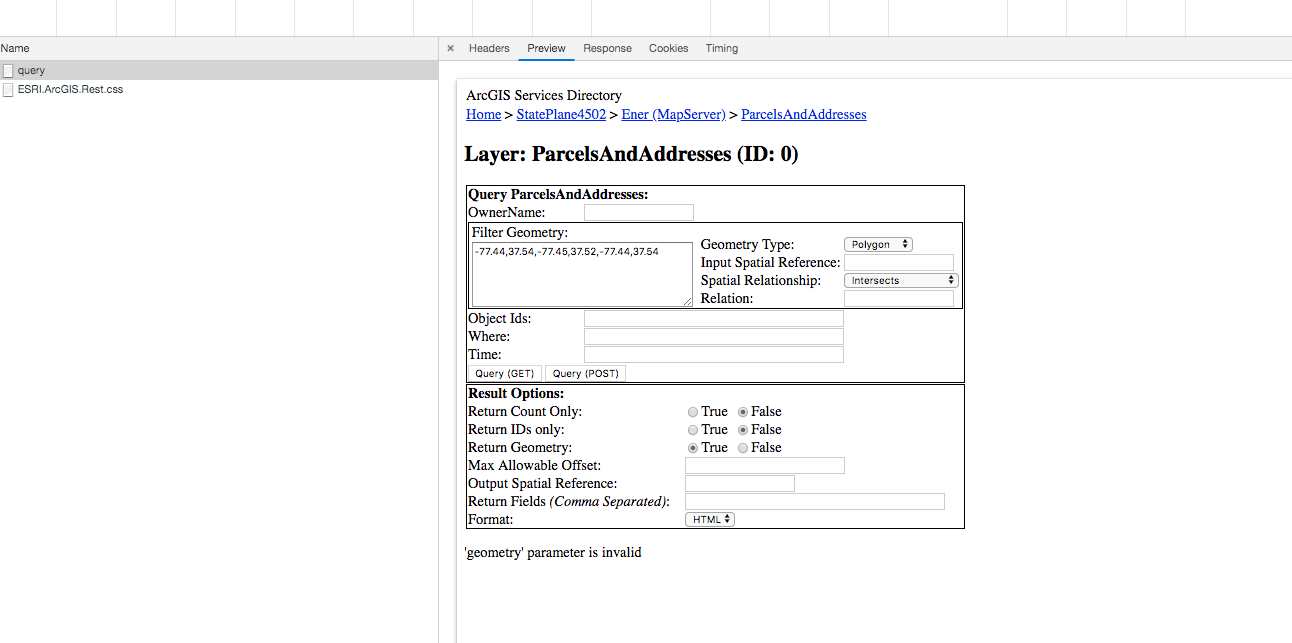 Name
× Headers Preview Response Cookies Timing
query
ESRI.ArcGIS.Rest.css
ArcGIS Services Directory
Home > StatePlane4502 > Ener (MapServer) > ParcelsAndAddresses
Layer: ParcelsAndAddresses (ID: 0)
Query ParcelsAndAddresses:
OwnerName:
Filter Geometry:
-77.44,37.54,-77.45,37.52,-77.44,37.54
Geometry Type: Polygon
Input Spatial Reference:
Spatial Relationship: Intersects
Relation:
Object Ids:
Where:
Time:
Query (GET) Query (POST)
Result Options:
Return Count Only: True False
Return IDs only: True False
Return Geometry: True False
Max Allowable Offset:
Output Spatial Reference:
Return Fields (Comma Separated):
Format: HTML
'geometry' parameter is invalid